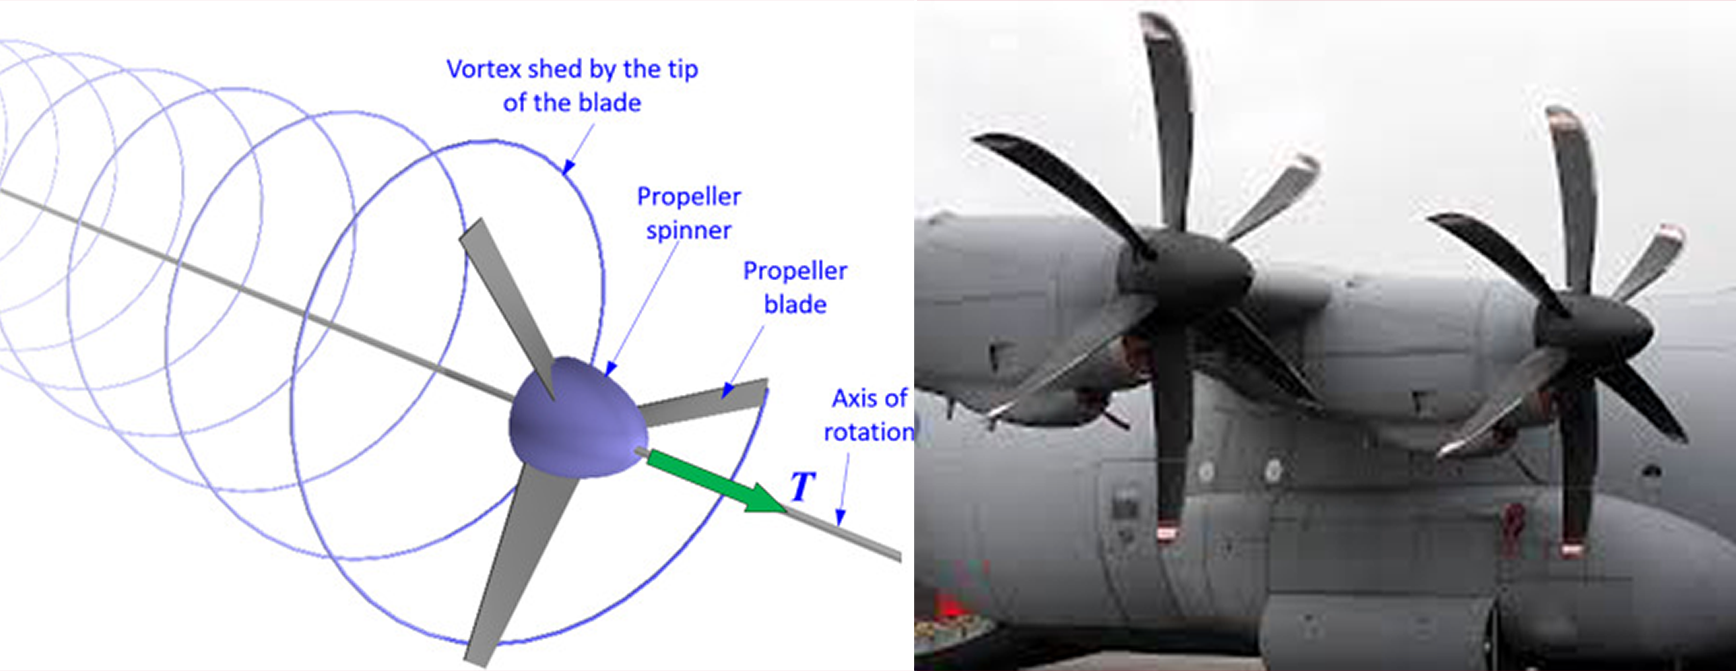 Vortex shed by the tip
of the blade
Propeller
spinner
Propeller
blade
Axis of
rotation
T